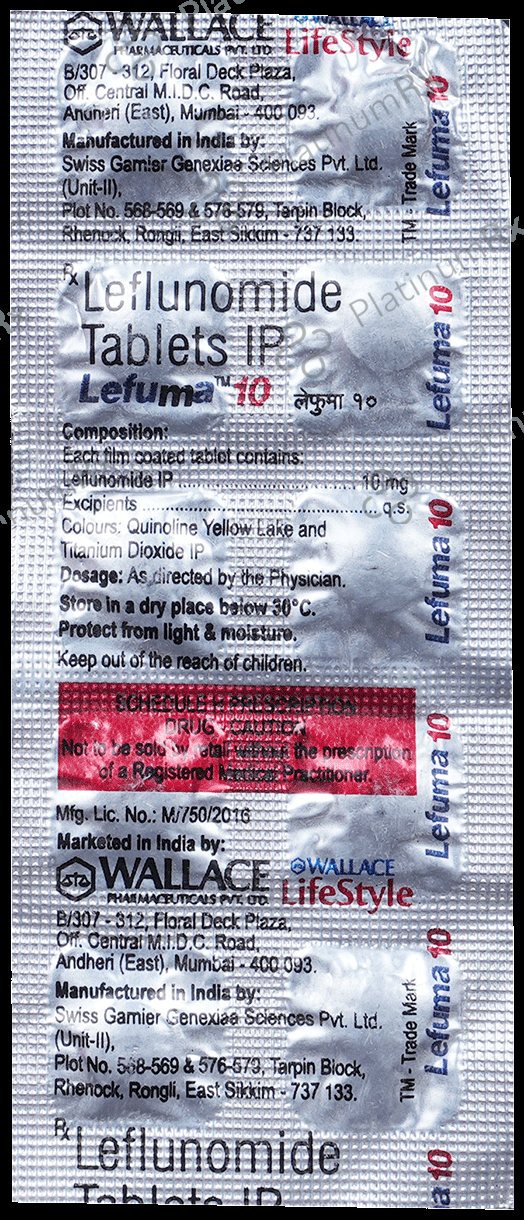 WALLACE
PHARMACEUTICALS PVT. LTD.
WALLACE
LifeStyle
B/307 - 312, Floral Deck Plaza,
Off. Central M.I.D.C. Road,
Andheri (East), Mumbai - 400 093.
Manufactured in India by:
Swiss Garnier Genexiaa Sciences Pvt. Ltd.
(Unit-II),
Plot No. 568-569 & 576-579, Tarpin Block,
Rhenock, Rongli, East Sikkim - 737 133.
TM - Trade Mark
Lefuma 10
Rx
Leflunomide
Tablets IP
Lefuma™ 10
लेफुमा १०
Lefuma 10
Composition:
Each film coated tablet contains:
Leflunomide IP ................................ 10 mg
Excipients ................................................ q.s.
Colours: Quinoline Yellow Lake and
Titanium Dioxide IP
Dosage: As directed by the Physician.
Store in a dry place below 30°C.
Protect from light & moisture.
Keep out of the reach of children.
Lefuma 10
SCHEDULE H PRESCRIPTION
DRUG - CAUTION
Not to be sold by retail without the prescription
of a Registered Medical Practitioner.
Lefuma 10
Mfg. Lic. No.: M/750/2016
Marketed in India by:
WALLACE
PHARMACEUTICALS PVT. LTD.
WALLACE
LifeStyle
B/307 - 312, Floral Deck Plaza,
Off. Central M.I.D.C. Road,
Andheri (East), Mumbai - 400 093.
Manufactured in India by:
Swiss Garnier Genexiaa Sciences Pvt. Ltd.
(Unit-II),
Plot No. 568-569 & 576-579, Tarpin Block,
Rhenock, Rongli, East Sikkim - 737 133.
TM - Trade Mark
Lefuma 10
Rx
Leflunomide
Tablets IP
Lefuma 10
PlatinumRx